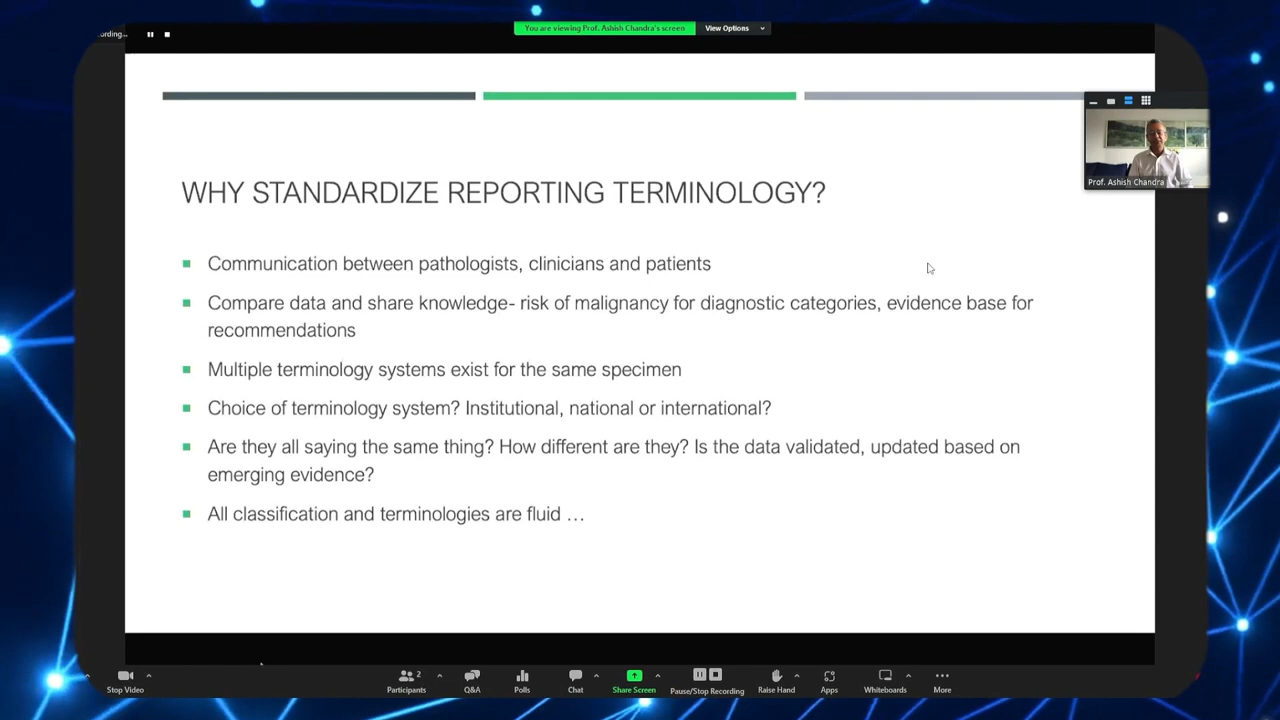 ording...
You are viewing Prof. Ashish Chandra's screen
View Options
Prof. Ashish Chandra
WHY STANDARDIZE REPORTING TERMINOLOGY?
Communication between pathologists, clinicians and patients
Compare data and share knowledge- risk of malignancy for diagnostic categories, evidence base for
recommendations
Multiple terminology systems exist for the same specimen
Choice of terminology system? Institutional, national or international?
Are they all saying the same thing? How different are they? Is the data validated, updated based on
emerging evidence?
All classification and terminologies are fluid …
Stop Video
Participants
2
Q&A
Polls
Chat
Share Screen
Pause/Stop Recording
Raise Hand
Apps
Whiteboards
More